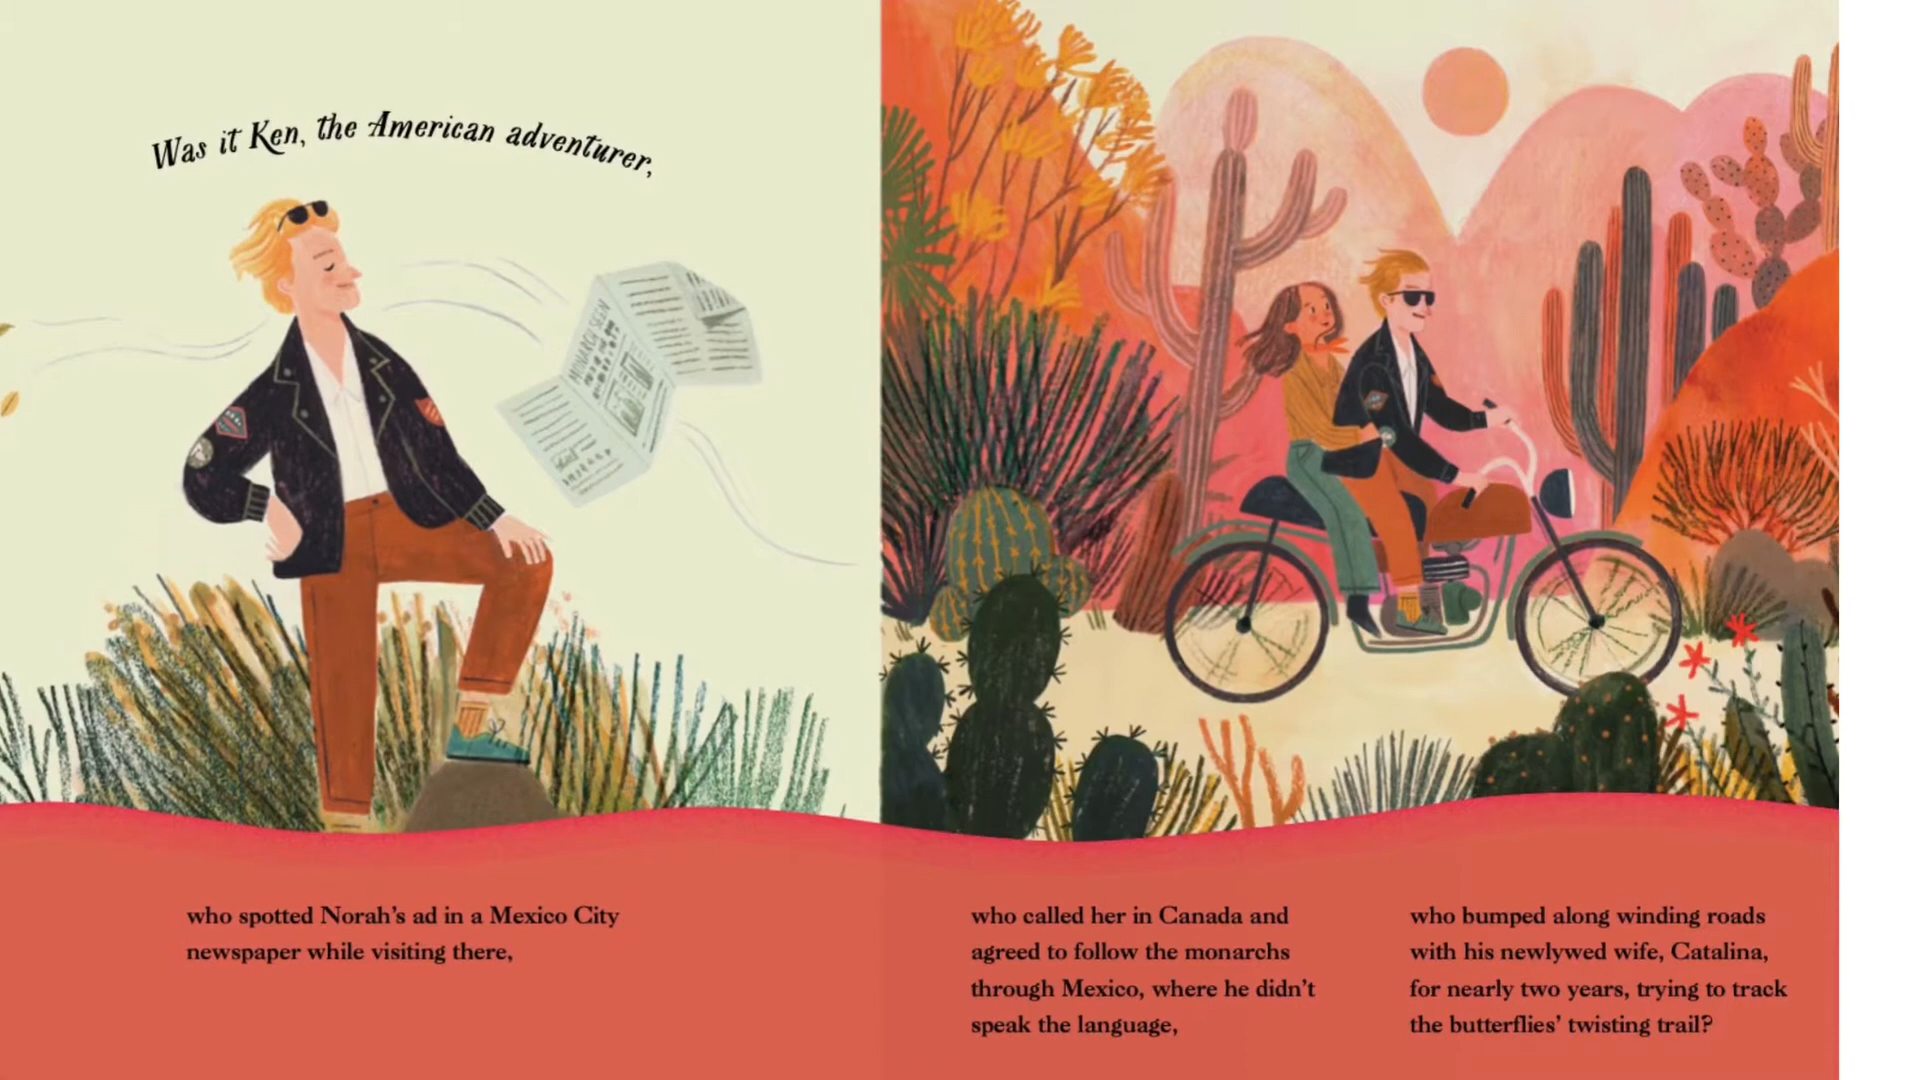 Was it Ken, the American adventurer,
MONARCH SEEN
who spotted Norah’s ad in a Mexico City
newspaper while visiting there,
who called her in Canada and
agreed to follow the monarchs
through Mexico, where he didn’t
speak the language,
who bumped along winding roads
with his newlywed wife, Catalina,
for nearly two years, trying to track
the butterflies’ twisting trail?